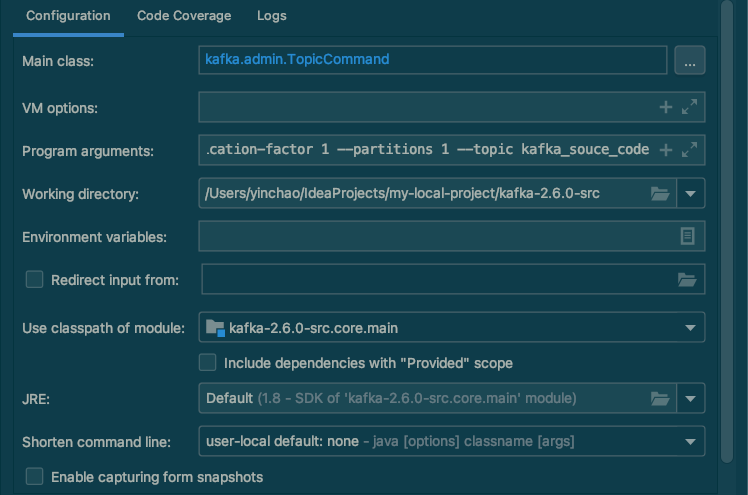 Configuration Code Coverage Logs
Main class: kafka.admin.TopicCommand ...
VM options:
Program arguments: .cation-factor 1 --partitions 1 --topic kafka_souce_code
Working directory: /Users/yinchao/IdeaProjects/my-local-project/kafka-2.6.0-src
Environment variables:
Redirect input from:
Use classpath of module: kafka-2.6.0-src.core.main
Include dependencies with "Provided" scope
JRE: Default (1.8 - SDK of 'kafka-2.6.0-src.core.main' module)
Shorten command line: user-local default: none - java [options] classname [args]
Enable capturing form snapshots